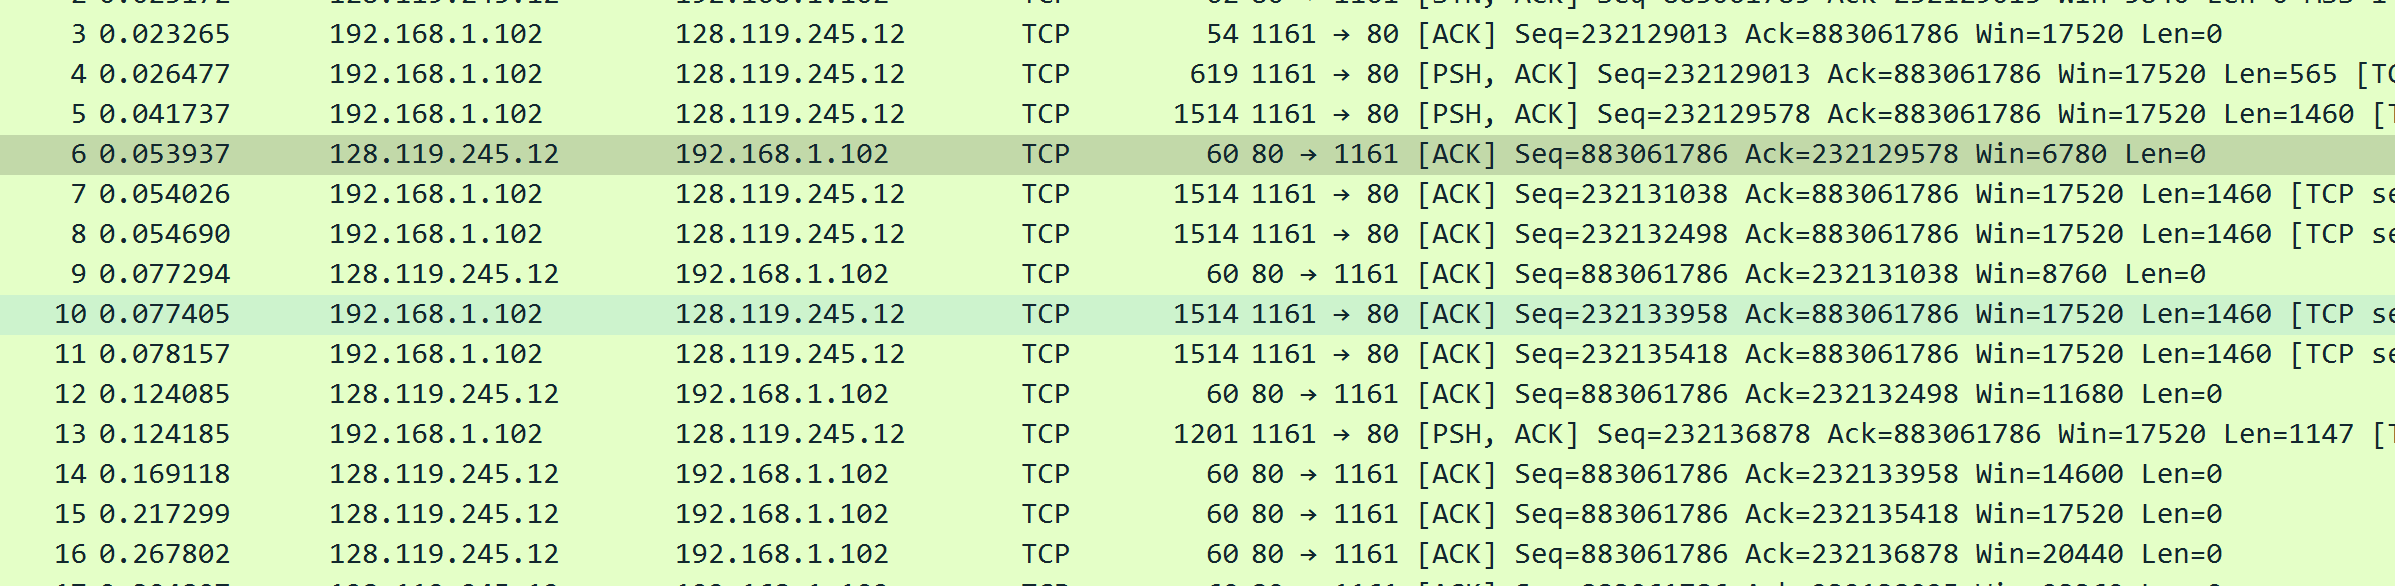 3 0.023265 192.168.1.102 128.119.245.12 TCP 54 1161 → 80 [ACK] Seq=232129013 Ack=883061786 Win=17520 Len=0
4 0.026477 192.168.1.102 128.119.245.12 TCP 619 1161 → 80 [PSH, ACK] Seq=232129013 Ack=883061786 Win=17520 Len=565 [TC
5 0.041737 192.168.1.102 128.119.245.12 TCP 1514 1161 → 80 [PSH, ACK] Seq=232129578 Ack=883061786 Win=17520 Len=1460 [T
6 0.053937 128.119.245.12 192.168.1.102 TCP 60 80 → 1161 [ACK] Seq=883061786 Ack=232129578 Win=6780 Len=0
7 0.054026 192.168.1.102 128.119.245.12 TCP 1514 1161 → 80 [ACK] Seq=232131038 Ack=883061786 Win=17520 Len=1460 [TCP se
8 0.054690 192.168.1.102 128.119.245.12 TCP 1514 1161 → 80 [ACK] Seq=232132498 Ack=883061786 Win=17520 Len=1460 [TCP se
9 0.077294 128.119.245.12 192.168.1.102 TCP 60 80 → 1161 [ACK] Seq=883061786 Ack=232131038 Win=8760 Len=0
10 0.077405 192.168.1.102 128.119.245.12 TCP 1514 1161 → 80 [ACK] Seq=232133958 Ack=883061786 Win=17520 Len=1460 [TCP se
11 0.078157 192.168.1.102 128.119.245.12 TCP 1514 1161 → 80 [ACK] Seq=232135418 Ack=883061786 Win=17520 Len=1460 [TCP se
12 0.124085 128.119.245.12 192.168.1.102 TCP 60 80 → 1161 [ACK] Seq=883061786 Ack=232132498 Win=11680 Len=0
13 0.124185 192.168.1.102 128.119.245.12 TCP 1201 1161 → 80 [PSH, ACK] Seq=232136878 Ack=883061786 Win=17520 Len=1147 [T
14 0.169118 128.119.245.12 192.168.1.102 TCP 60 80 → 1161 [ACK] Seq=883061786 Ack=232133958 Win=14600 Len=0
15 0.217299 128.119.245.12 192.168.1.102 TCP 60 80 → 1161 [ACK] Seq=883061786 Ack=232135418 Win=17520 Len=0
16 0.267802 128.119.245.12 192.168.1.102 TCP 60 80 → 1161 [ACK] Seq=883061786 Ack=232136878 Win=20440 Len=0